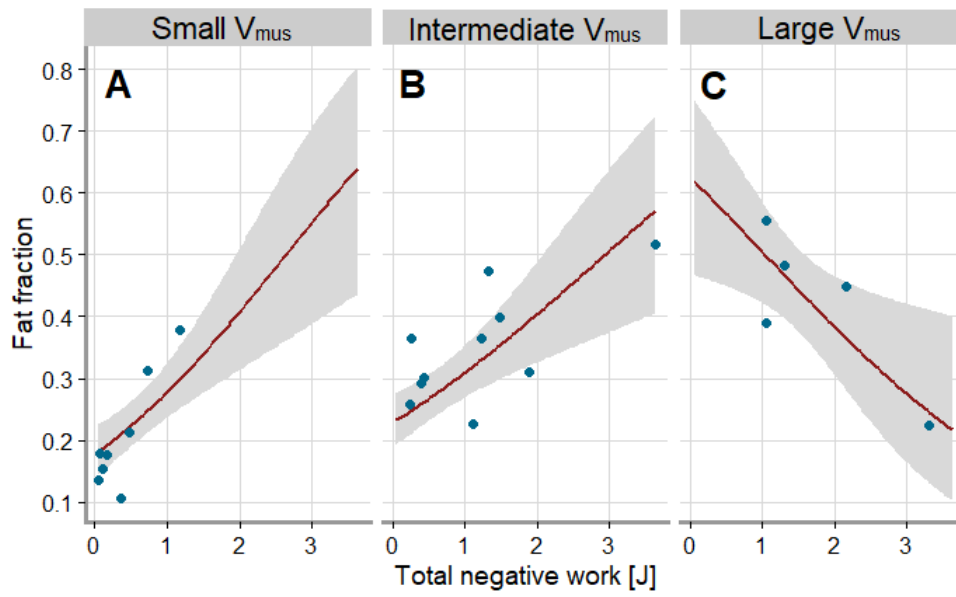 Small Vmus Intermediate Vmus Large Vmus
A B C
0.8
0.7
0.6
0.5
0.4
0.3
0.2
0.1
Fat fraction
0 1 2 3 0 1 2 3 0 1 2 3
Total negative work [J]